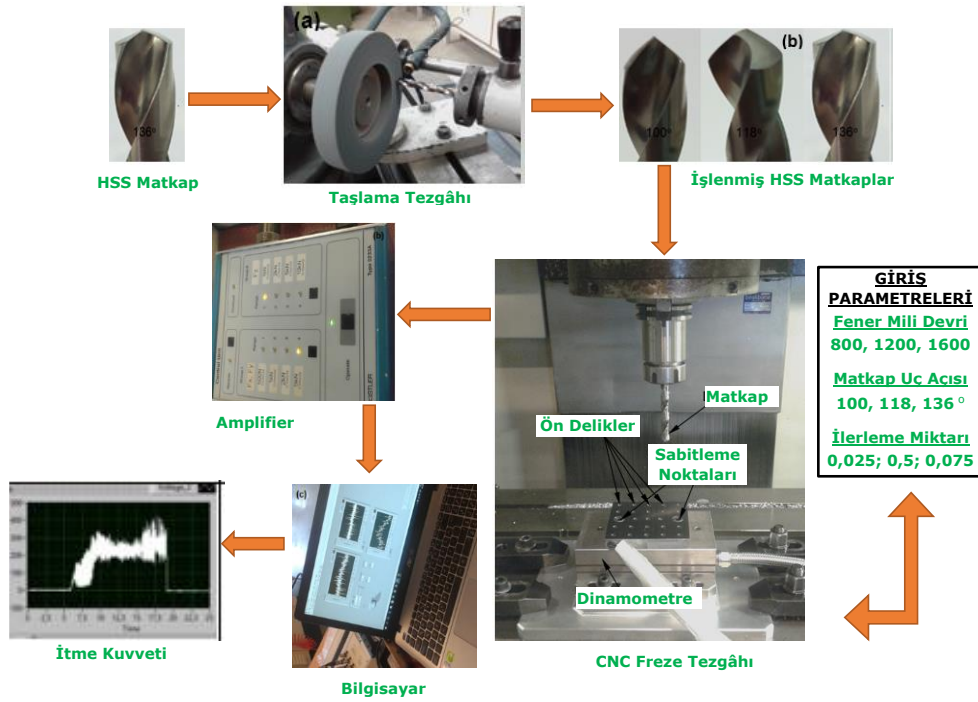 136°
HSS Matkap
(a)
Taşlama Tezgâhı
(b)
100°
118°
136°
İşlenmiş HSS Matkaplar
(b)
Amplifier
Ön Delikler
Matkap
Sabitleme
Noktaları
Dinamometre
CNC Freze Tezgâhı
GİRİŞ
PARAMETRELERİ
Fener Mili Devri
800, 1200, 1600
Matkap Uç Açısı
100, 118, 136 °
İlerleme Miktarı
0,025; 0,5; 0,075
(c)
Bilgisayar
Time
İtme Kuvveti